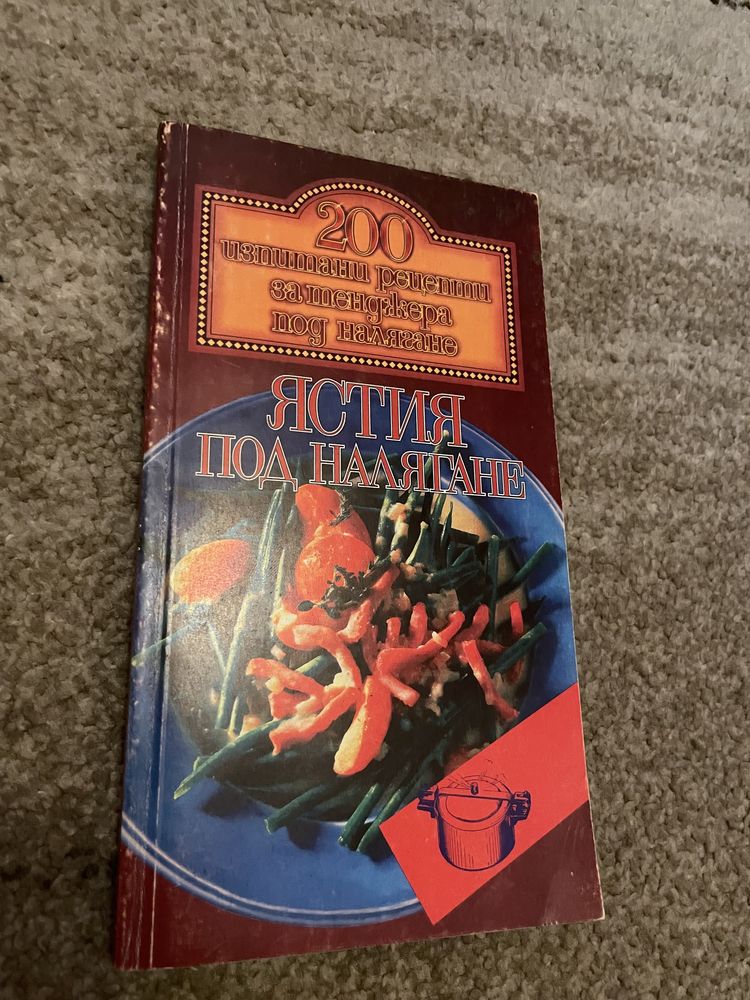 200
изпитани рецепти
за тенджера
под налягане
ЯСТИЯ
ПОД НАЛЯГАНЕ